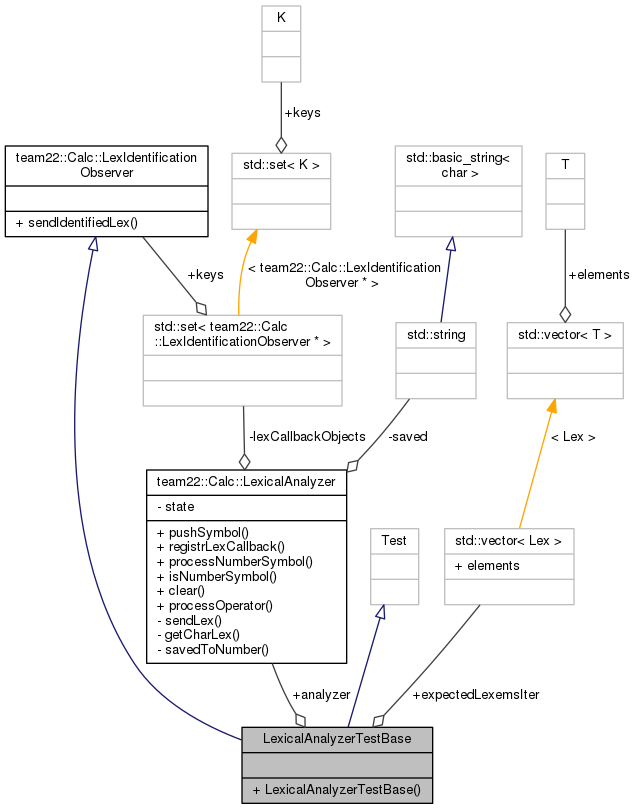 K
+keys
team22::Calc::LexIdentification
Observer
+ sendIdentifiedLex()
std::set< K >
std::basic_string<
char >
T
+keys
< team22::Calc::LexIdentification
Observer * >
+elements
std::set< team22::Calc
::LexIdentificationObserver * >
std::string
std::vector< T >
-lexCallbackObjects
-saved
< Lex >
team22::Calc::LexicalAnalyzer
- state
+ pushSymbol()
+ registrLexCallback()
+ processNumberSymbol()
+ isNumberSymbol()
+ clear()
+ processOperator()
- sendLex()
- getCharLex()
- savedToNumber()
Test
std::vector< Lex >
+ elements
+analyzer
+expectedLexemsIter
LexicalAnalyzerTestBase
+ LexicalAnalyzerTestBase()